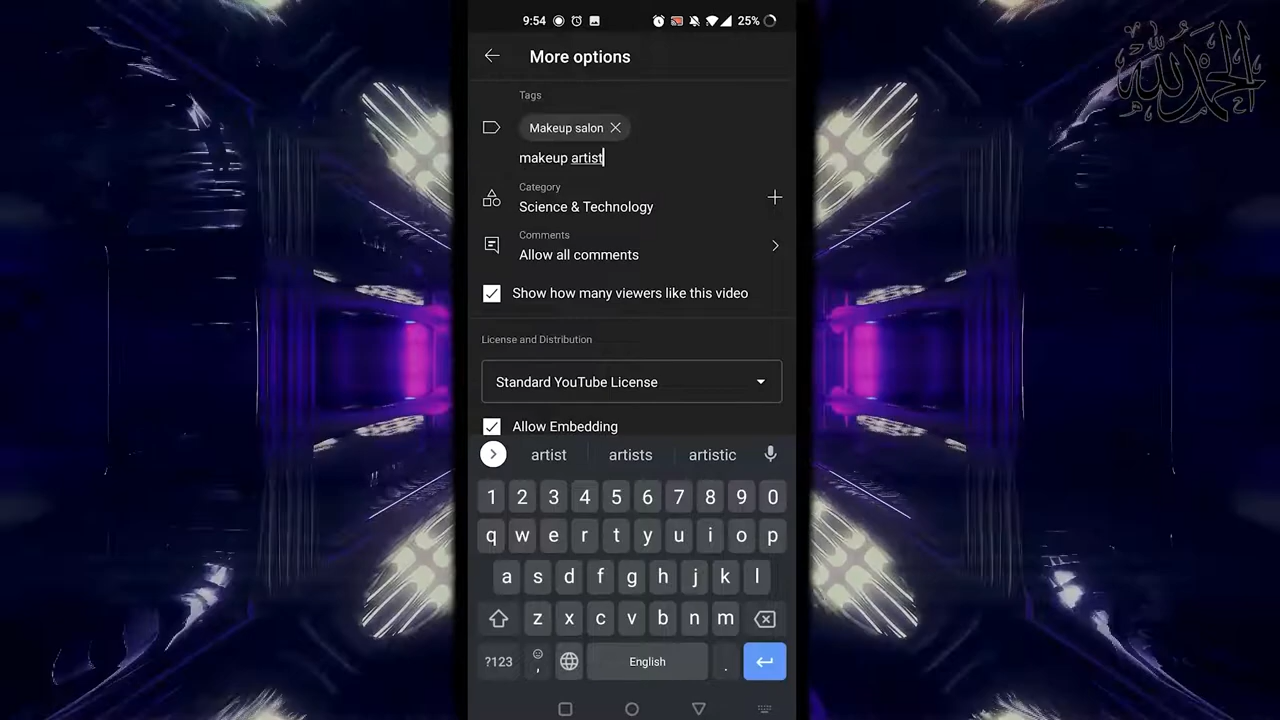 الحمد لله
9:54
25%
More options
Tags
Makeup salon
makeup artist
Category
Science & Technology
Comments
Allow all comments
Show how many viewers like this video
License and Distribution
Standard YouTube License
Allow Embedding
artist artists artistic
1 2 3 4 5 6 7 8 9 0
q w e r t y u i o p
a s d f g h j k l
z x c v b n m
?123 , English .